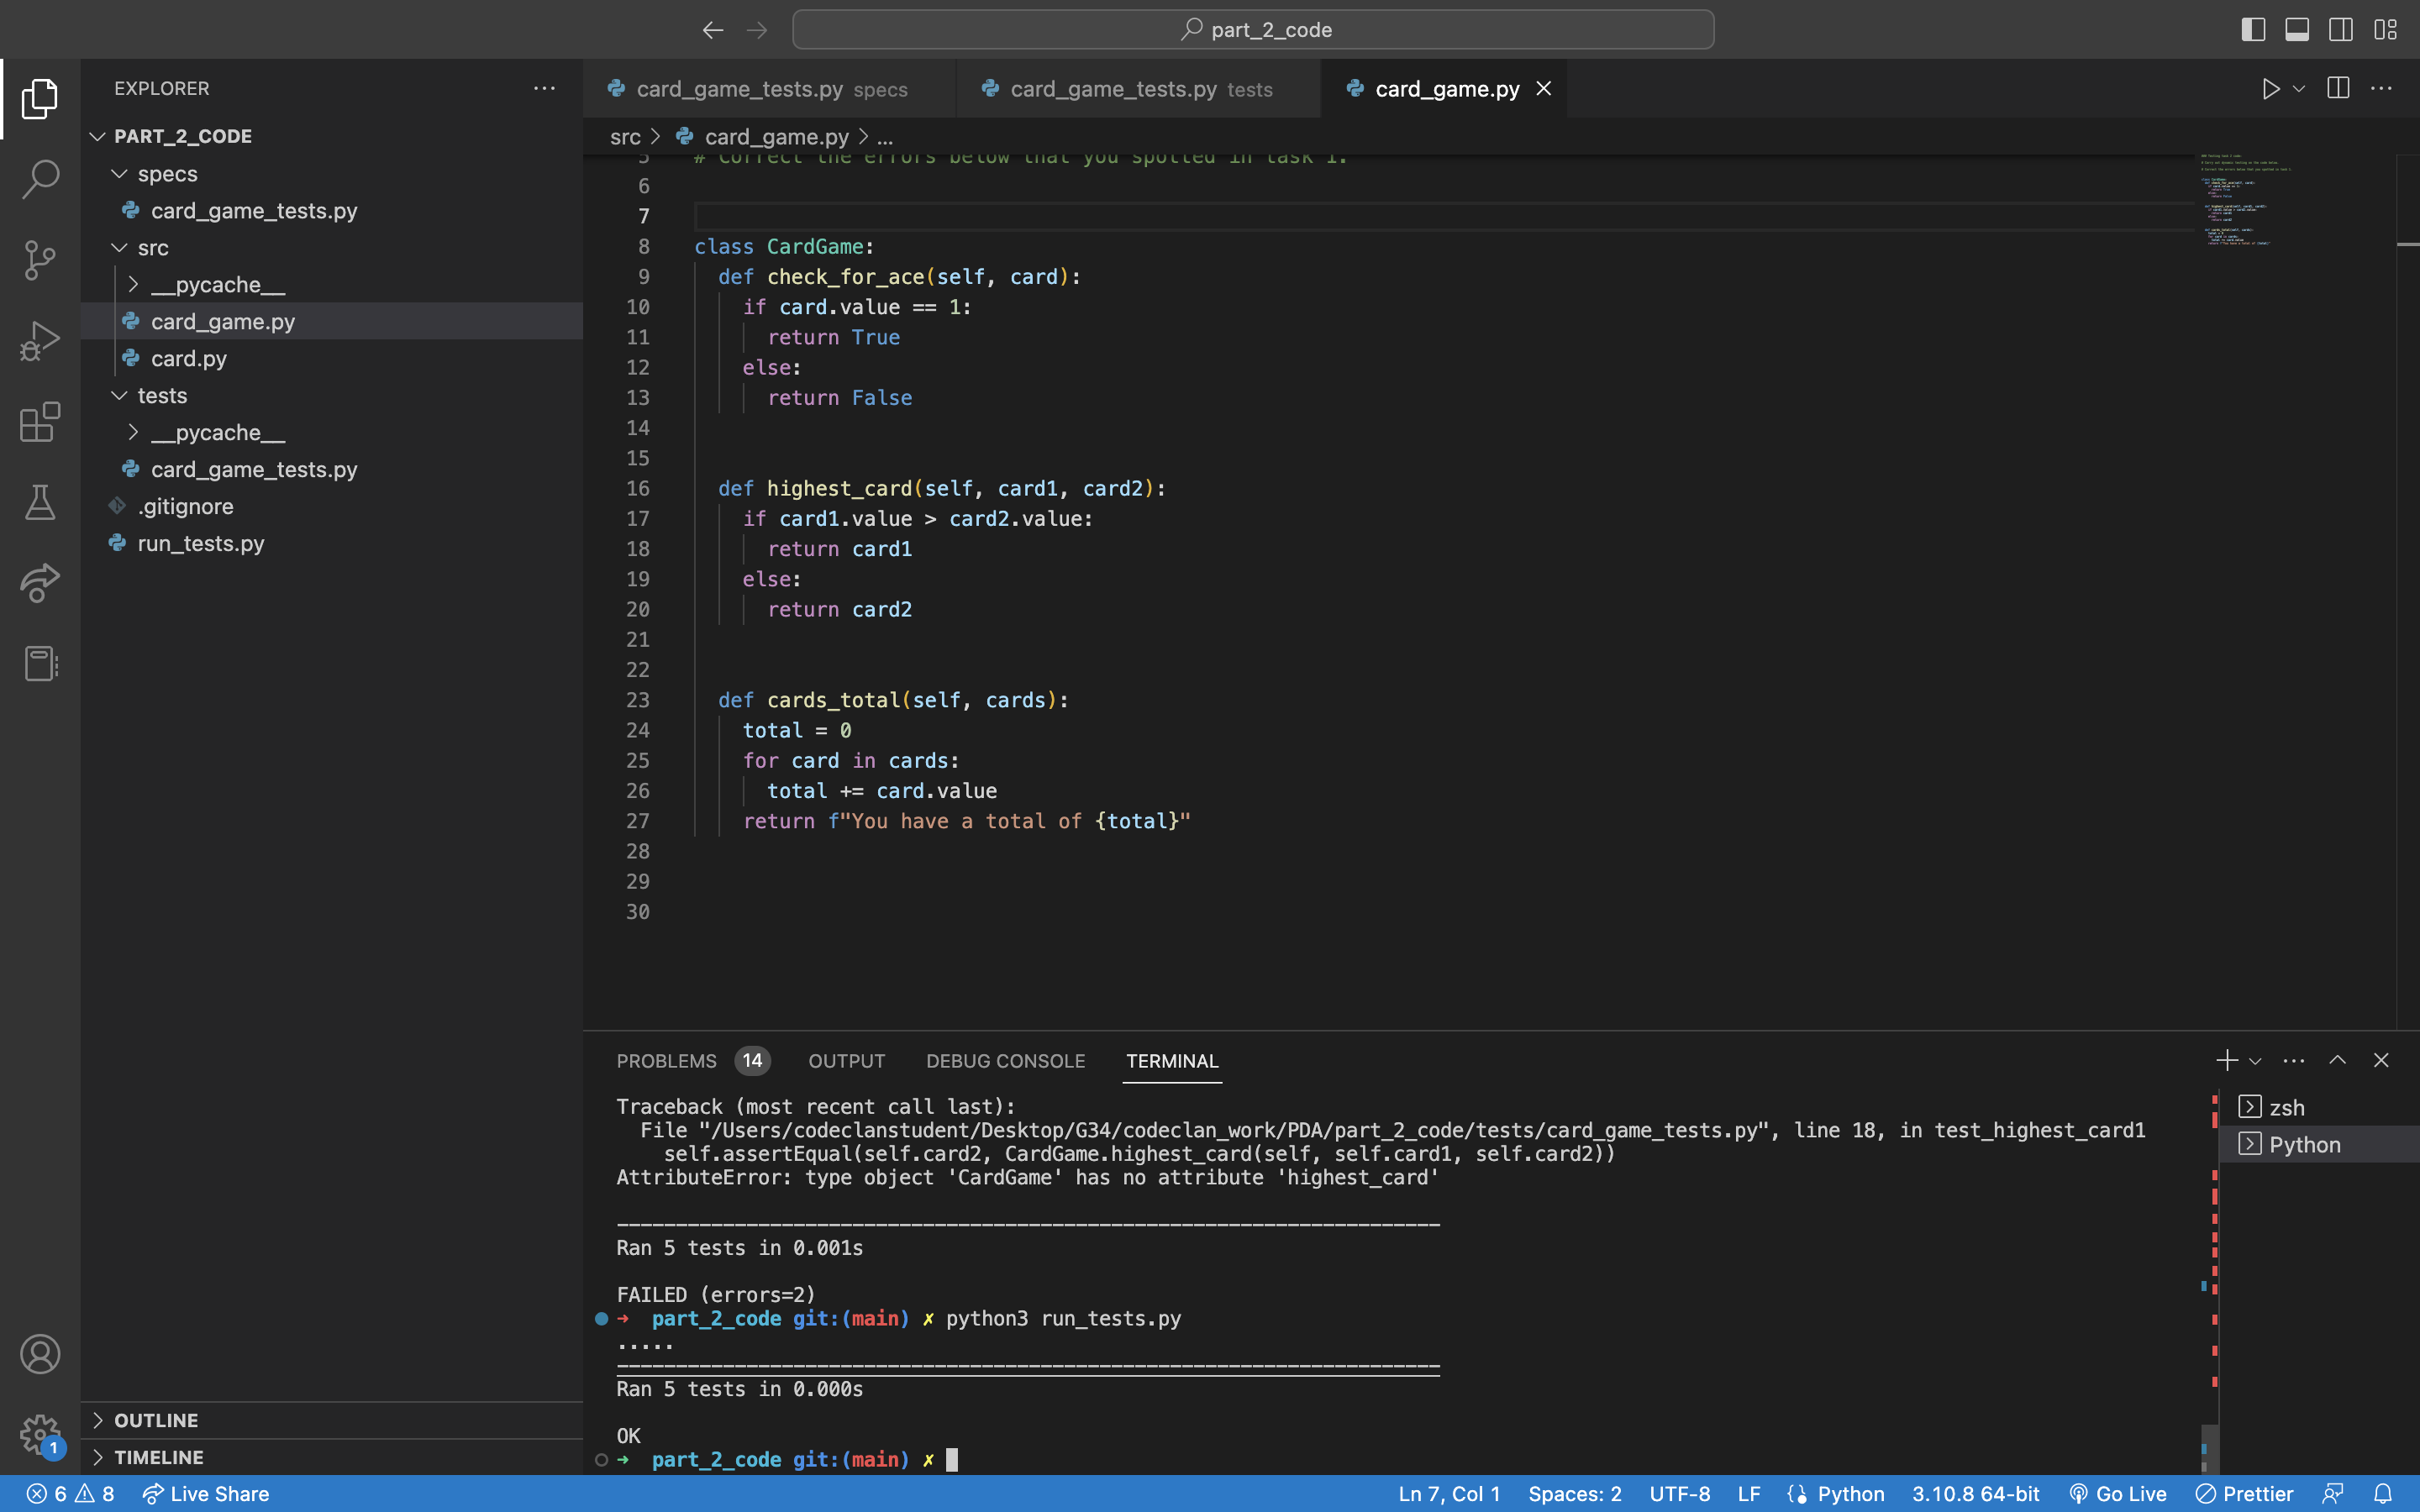 part_2_code
EXPLORER
PART_2_CODE
specs
card_game_tests.py
src
__pycache__
card_game.py
card.py
tests
__pycache__
card_game_tests.py
.gitignore
run_tests.py
OUTLINE
TIMELINE
1
card_game_tests.py specs
card_game_tests.py tests
card_game.py
src > card_game.py > ...
5 # Correct the errors below that you spotted in task 1.
6
7
8 class CardGame:
9 def check_for_ace(self, card):
10 if card.value == 1:
11 return True
12 else:
13 return False
14
15
16 def highest_card(self, card1, card2):
17 if card1.value > card2.value:
18 return card1
19 else:
20 return card2
21
22
23 def cards_total(self, cards):
24 total = 0
25 for card in cards:
26 total += card.value
27 return f"You have a total of {total}"
28
29
30
PROBLEMS 14 OUTPUT DEBUG CONSOLE TERMINAL
Traceback (most recent call last):
File "/Users/codeclanstudent/Desktop/G34/codeclan_work/PDA/part_2_code/tests/card_game_tests.py", line 18, in test_highest_card1
self.assertEqual(self.card2, CardGame.highest_card(self, self.card1, self.card2))
AttributeError: type object 'CardGame' has no attribute 'highest_card'
----------------------------------------------------------------------
Ran 5 tests in 0.001s
FAILED (errors=2)
➜ part_2_code git:(main) ✗ python3 run_tests.py
.....
----------------------------------------------------------------------
Ran 5 tests in 0.000s
OK
➜ part_2_code git:(main) ✗
zsh
Python
6 8 Live Share
Ln 7, Col 1 Spaces: 2 UTF-8 LF Python 3.10.8 64-bit Go Live Prettier